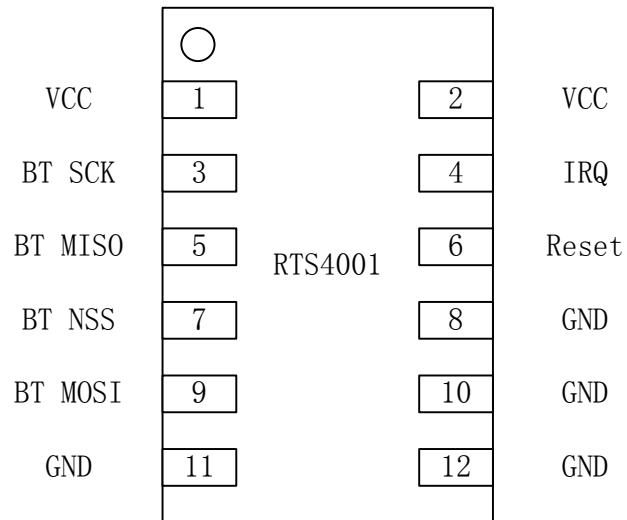 VCC 1 2 VCC
BT SCK 3 4 IRQ
BT MISO 5 6 Reset
RTS4001
BT NSS 7 8 GND
BT MOSI 9 10 GND
GND 11 12 GND